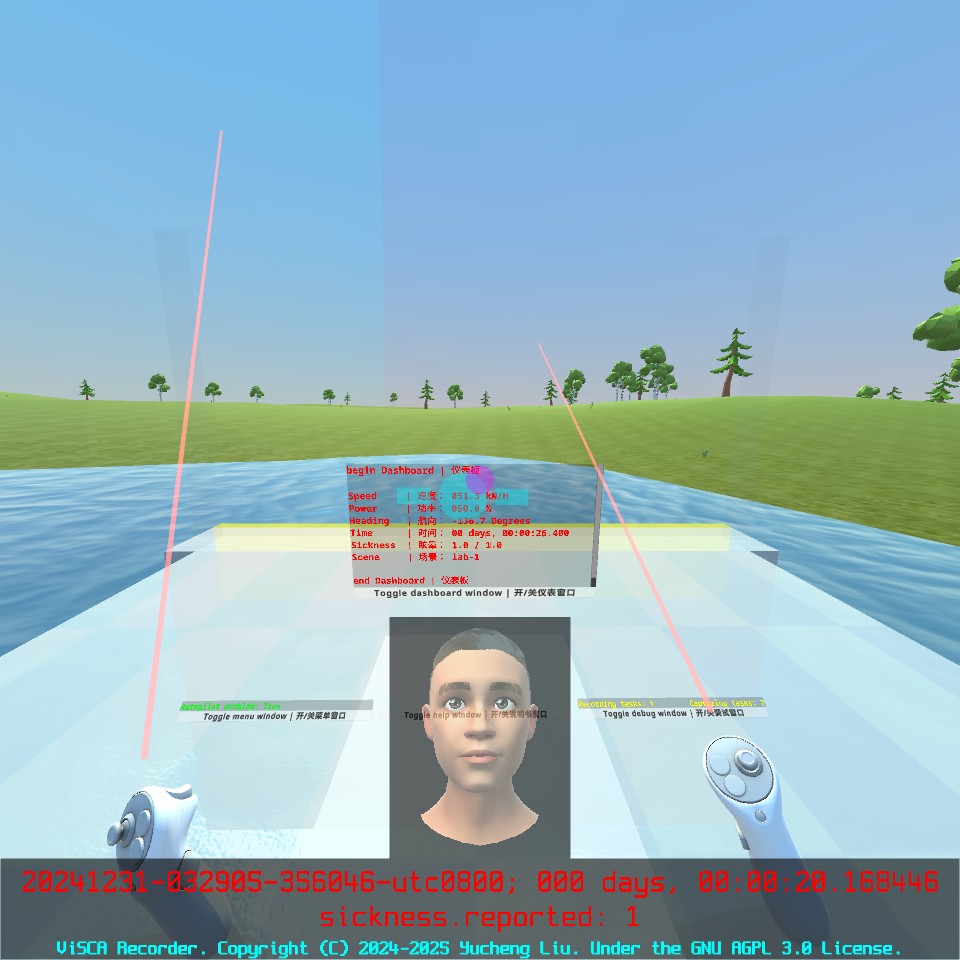 begin Dashboard | 仪表板
Speed | 速度: 051.3 kM/H
Power | 功率: 050.0 %
Heading | 航向: -136.7 Degrees
Time | 时间: 00 days, 00:00:26.400
Sickness | 眩晕: 1.0 / 1.0
Scene | 场景: lab-1
end Dashboard | 仪表板
Toggle dashboard window | 开/关仪表窗口
Autopilot enabled: True
Toggle menu window | 开/关菜单窗口
Toggle help window | 开/关说明书窗口
Recording tasks: 1 Capturing tasks: 7
Toggle debug window | 开/关调试窗口
20241231-032905-356046-utc0800; 000 days, 00:00:20.168446
sickness.reported: 1
ViSCA Recorder. Copyright (C) 2024-2025 Yucheng Liu. Under the GNU AGPL 3.0 License.